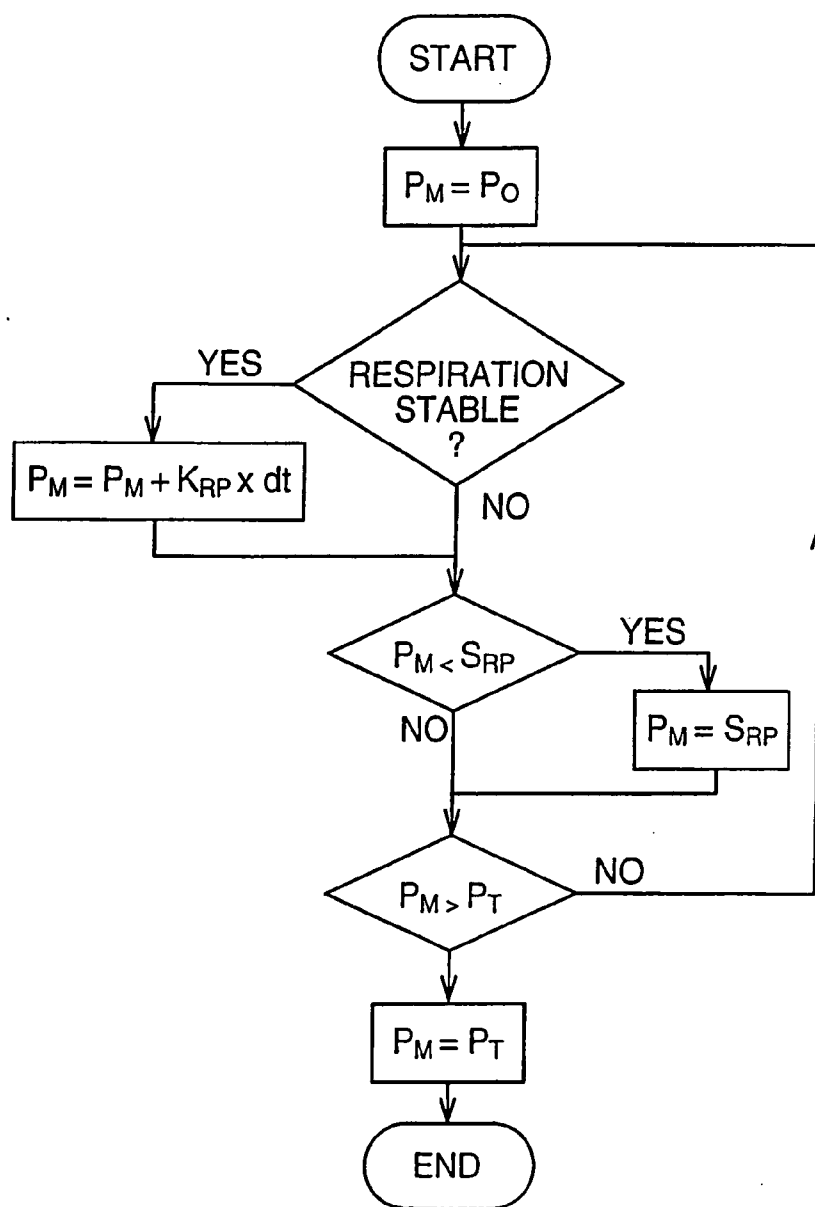 START
P_M = P_O
RESPIRATION
STABLE
?
YES
NO
P_M = P_M + K_RP x dt
P_M < S_RP
YES
NO
P_M = S_RP
P_M > P_T
NO
P_M = P_T
END